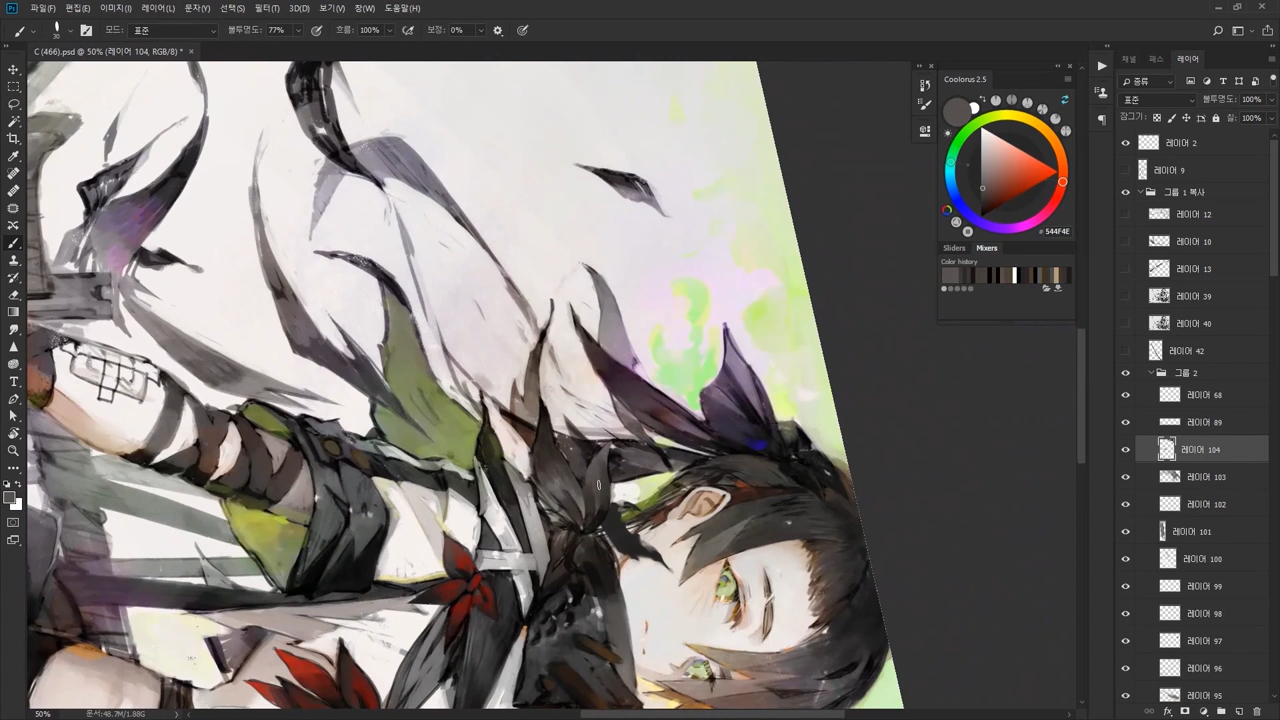 Ps 파일(F) 편집(E) 이미지(I) 레이어(L) 문자(Y) 선택(S) 필터(T) 3D(D) 보기(V) 창(W) 도움말(H)
30 모드: 표준 불투명도: 77% 흐름: 100% 보정: 0%
C (466).psd @ 50% (레이어 104, RGB/8) * ×
채널 패스 레이어
Coolorus 2.5
종류
표준 불투명도: 100%
잠그기: 칠: 100%
# 544F4E
Sliders Mixers
Color history
레이어 2
레이어 9
그룹 1 복사
레이어 12
레이어 10
레이어 13
레이어 39
레이어 40
레이어 42
그룹 2
레이어 68
레이어 89
레이어 104
레이어 103
레이어 102
레이어 101
레이어 100
레이어 99
레이어 98
레이어 97
레이어 96
레이어 95
50% 문서:48.7M/1.88G